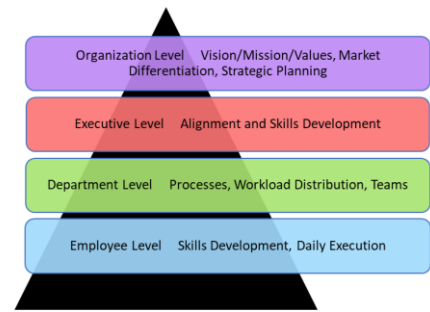 Organization Level Vision/Mission/Values, Market
Differentiation, Strategic Planning
Executive Level Alignment and Skills Development
Department Level Processes, Workload Distribution, Teams
Employee Level Skills Development, Daily Execution